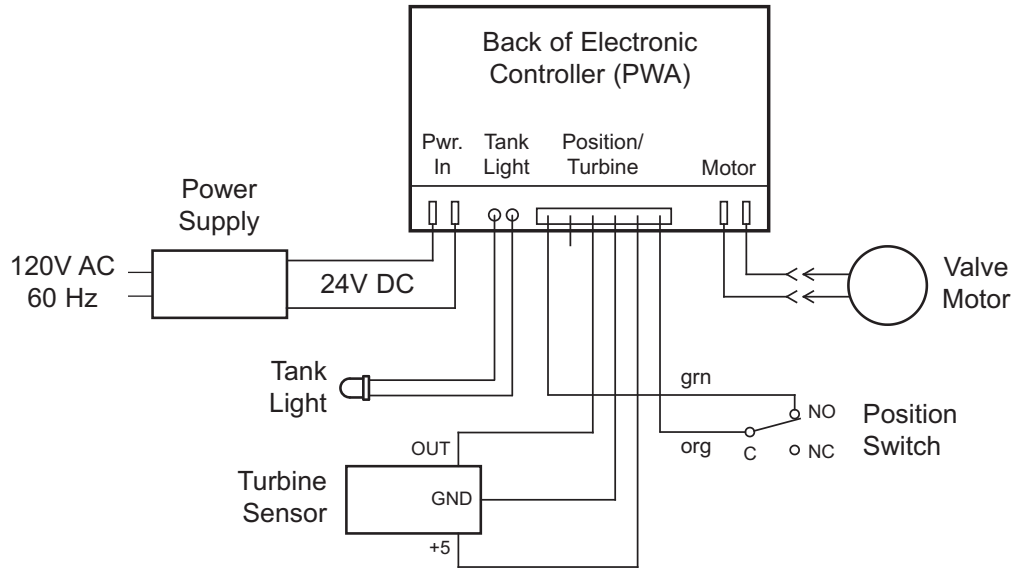 Back of Electronic
Controller (PWA)
Pwr.
In
Tank
Light
Position/
Turbine
Motor
Power
Supply
120V AC
60 Hz
24V DC
Valve
Motor
Tank
Light
grn
NO
Position
Switch
org
C
NC
OUT
Turbine
Sensor
GND
+5